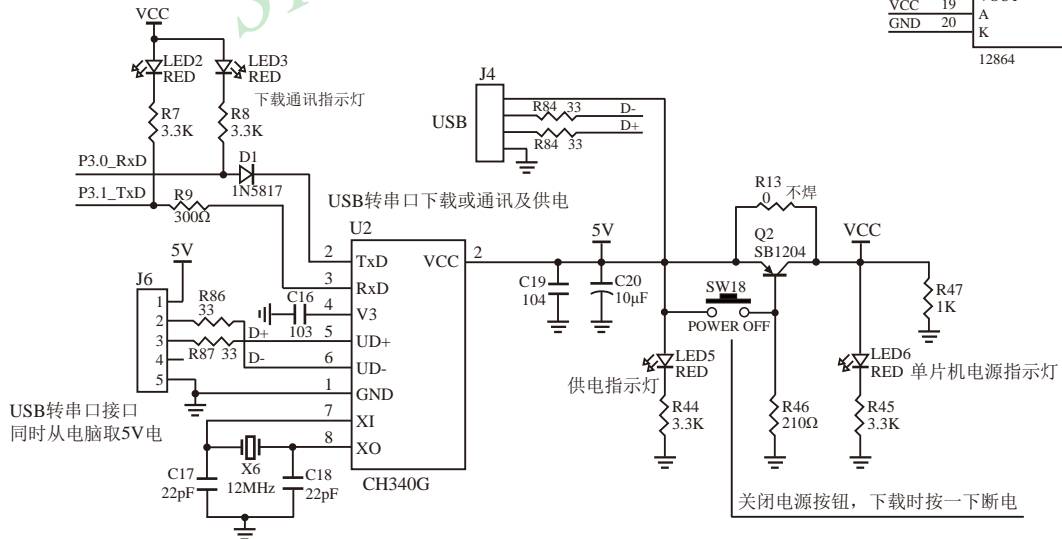 VCC
LED2
RED
LED3
RED
下载通讯指示灯
R7
3.3K
R8
3.3K
P3.0_RxD
P3.1_TxD
D1
1N5817
R9
300Ω
J4
USB
R84 33 D-
D+
R84 33
VCC 19 A
GND 20 K
12864
USB转串口下载或通讯及供电
U2
2 TxD
3 RxD
4 V3
5 UD+
6 UD-
1 GND
7 XI
8 XO
VCC 2
CH340G
5V
J6
1
2
3
4
5
R86
33
D+
R87 33
D-
C16
103
USB转串口接口
同时从电脑取5V电
C17
22pF
X6
12MHz
C18
22pF
5V
C19
104
C20
10μF
R13
0 不焊
Q2
SB1204
VCC
SW18
POWER OFF
R47
1K
LED5
RED
供电指示灯
R44
3.3K
R46
210Ω
LED6
RED 单片机电源指示灯
R45
3.3K
关闭电源按钮，下载时按一下断电